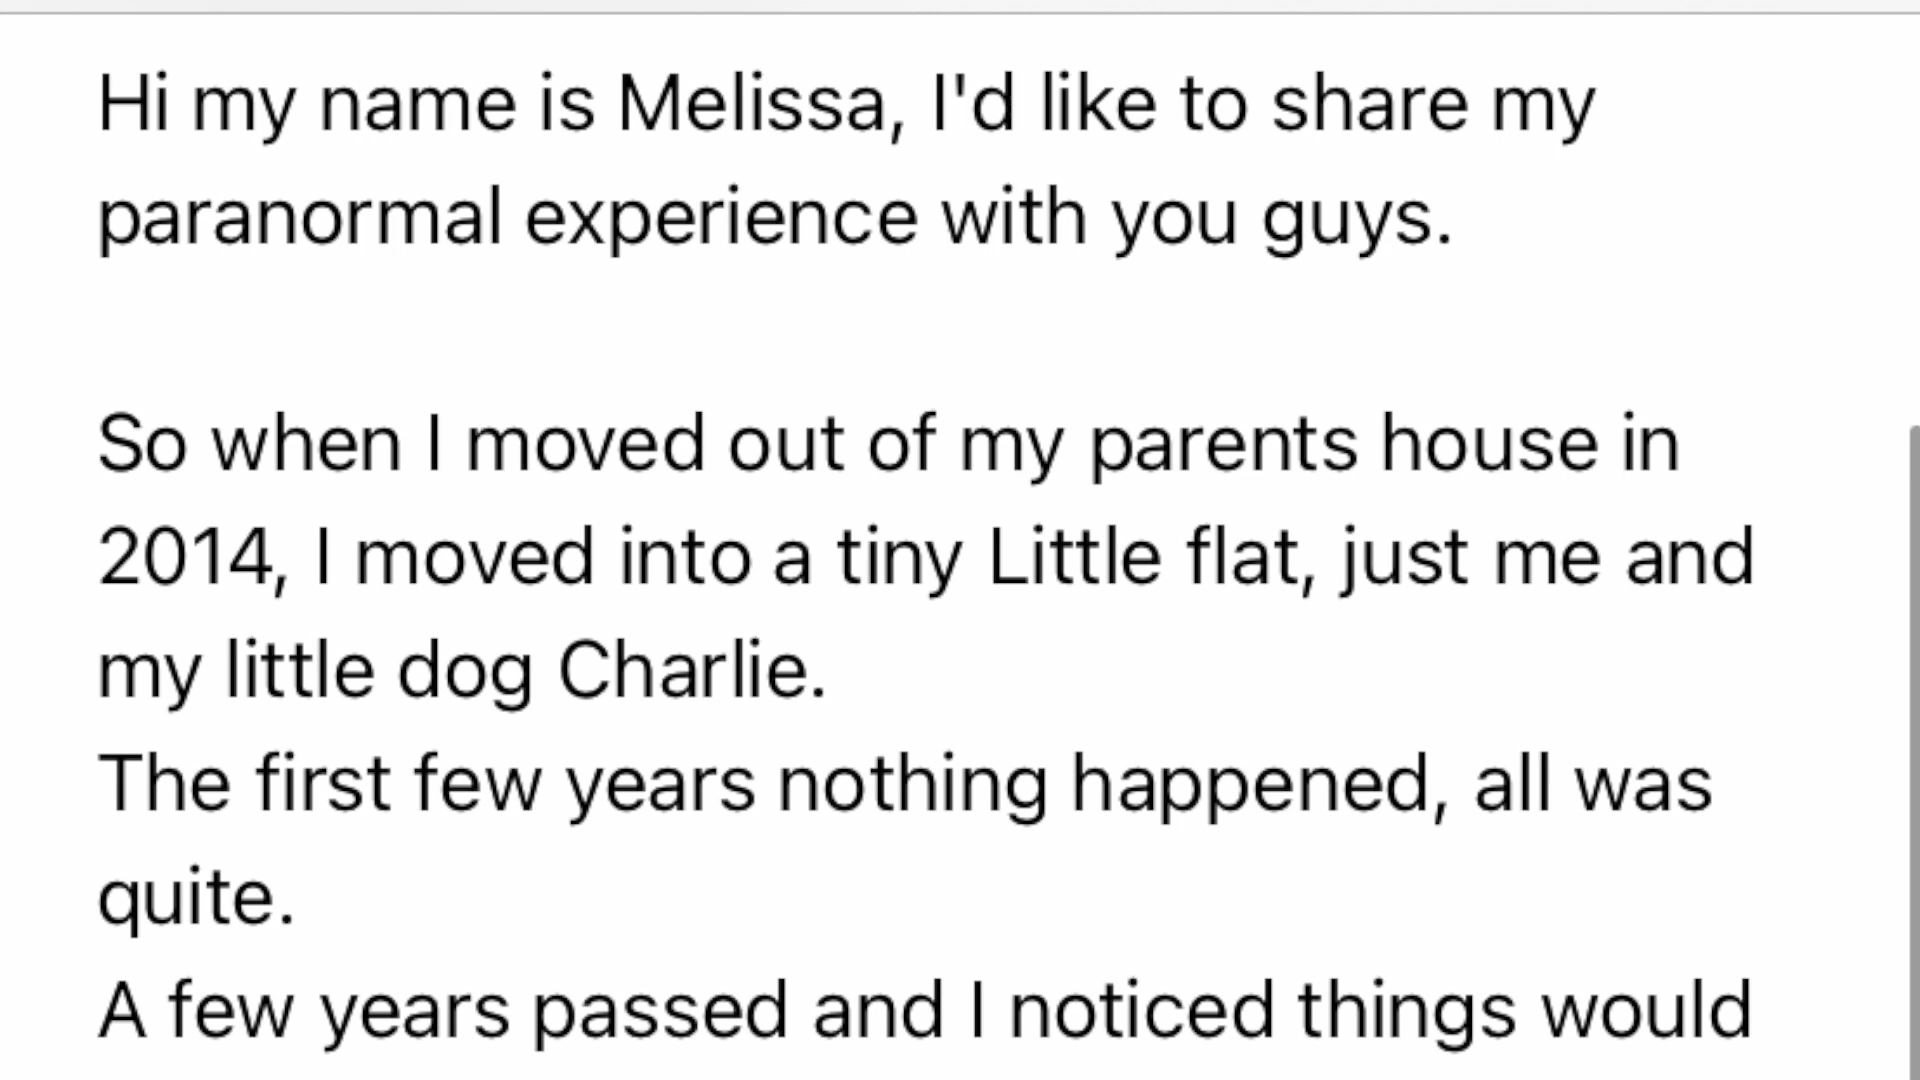 Hi my name is Melissa, I'd like to share my
paranormal experience with you guys.
So when I moved out of my parents house in
2014, I moved into a tiny Little flat, just me and
my little dog Charlie.
The first few years nothing happened, all was
quite.
A few years passed and I noticed things would